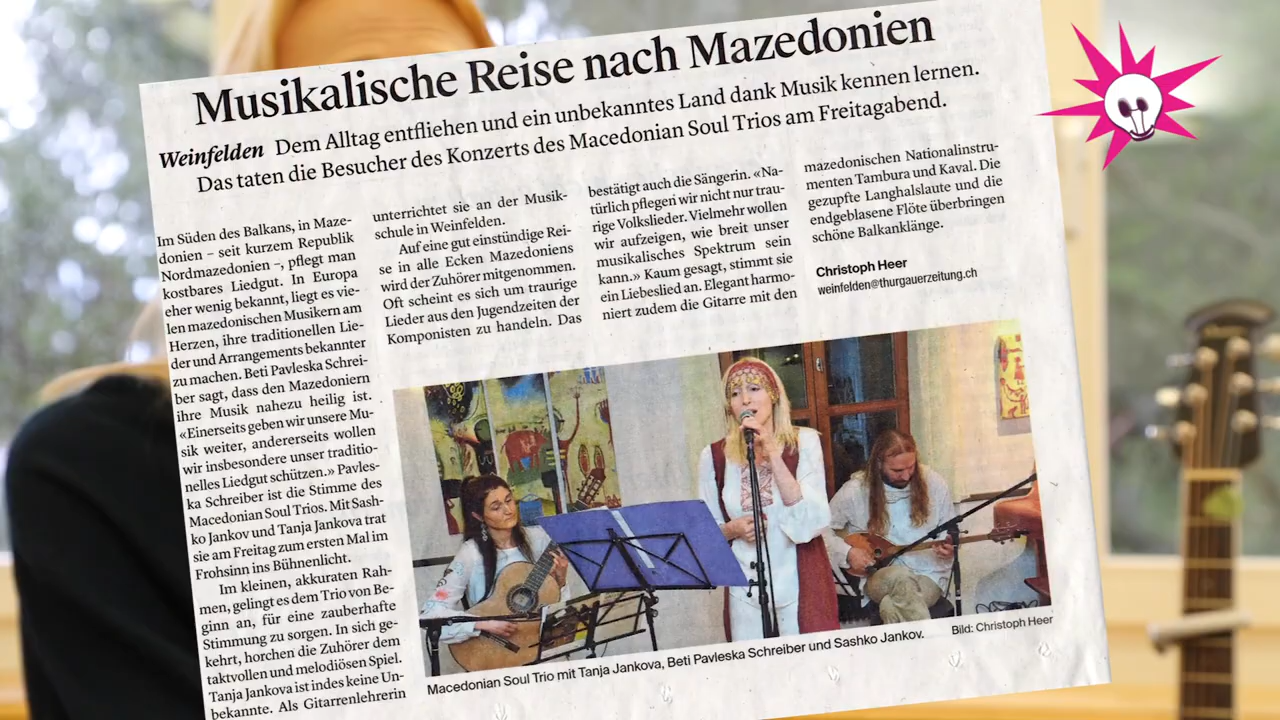 Musikalische Reise nach Mazedonien
Weinfelden Dem Alltag entfliehen und ein unbekanntes Land dank Musik kennen lernen.
Das taten die Besucher des Konzerts des Macedonian Soul Trios am Freitagabend.
Im Süden des Balkans, in Maze-
donien – seit kurzem Republik
Nordmazedonien –, pflegt man
kostbares Liedgut. In Europa
eher wenig bekannt, liegt es vie-
len mazedonischen Musikern am
Herzen, ihre traditionellen Lie-
der und Arrangements bekannter
zu machen. Beti Pavleska Schrei-
ber sagt, dass den Mazedoniern
ihre Musik nahezu heilig ist.
«Einerseits geben wir unsere Mu-
sik weiter, andererseits wollen
wir insbesondere unser traditio-
nelles Liedgut schützen.» Pavles-
ka Schreiber ist die Stimme des
Macedonian Soul Trios. Mit Sash-
ko Jankov und Tanja Jankova trat
sie am Freitag zum ersten Mal im
Frohsinn ins Bühnenlicht.
Im kleinen, akkuraten Rah-
men, gelingt es dem Trio von Be-
ginn an, für eine zauberhafte
Stimmung zu sorgen. In sich ge-
kehrt, horchen die Zuhörer dem
taktvollen und melodiösen Spiel.
Tanja Jankova ist indes keine Un-
bekannte. Als Gitarrenlehrerin
unterrichtet sie an der Musik-
schule in Weinfelden.
Auf eine gut einstündige Rei-
se in alle Ecken Mazedoniens
wird der Zuhörer mitgenommen.
Oft scheint es sich um traurige
Lieder aus den Jugendzeiten der
Komponisten zu handeln. Das
bestätigt auch die Sängerin. «Na-
türlich pflegen wir nicht nur trau-
rige Volkslieder. Vielmehr wollen
wir aufzeigen, wie breit unser
musikalisches Spektrum sein
kann.» Kaum gesagt, stimmt sie
ein Liebeslied an. Elegant harmo-
niert zudem die Gitarre mit den
mazedonischen Nationalinstru-
menten Tambura und Kaval. Die
gezupfte Langhalslaute und die
endgeblasene Flöte überbringen
schöne Balkanklänge.
Christoph Heer
weinfelden@thurgauerzeitung.ch
Macedonian Soul Trio mit Tanja Jankova, Beti Pavleska Schreiber und Sashko Jankov.
Bild: Christoph Heer